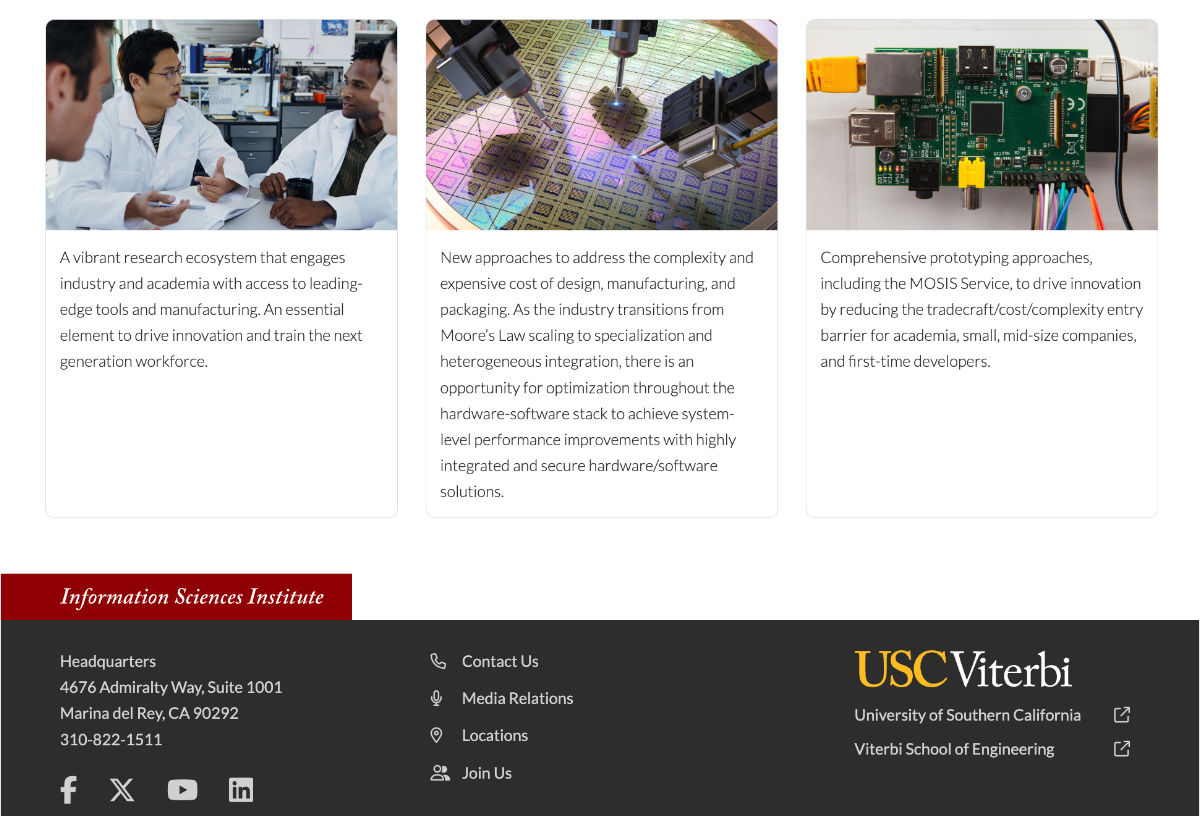 A vibrant research ecosystem that engages
industry and academia with access to leading-
edge tools and manufacturing. An essential
element to drive innovation and train the next
generation workforce.
New approaches to address the complexity and
expensive cost of design, manufacturing, and
packaging. As the industry transitions from
Moore’s Law scaling to specialization and
heterogeneous integration, there is an
opportunity for optimization throughout the
hardware-software stack to achieve system-
level performance improvements with highly
integrated and secure hardware/software
solutions.
Comprehensive prototyping approaches,
including the MOSIS Service, to drive innovation
by reducing the tradecraft/cost/complexity entry
barrier for academia, small, mid-size companies,
and first-time developers.
Information Sciences Institute
Headquarters
4676 Admiralty Way, Suite 1001
Marina del Rey, CA 90292
310-822-1511
Contact Us
Media Relations
Locations
Join Us
USC Viterbi
University of Southern California
Viterbi School of Engineering